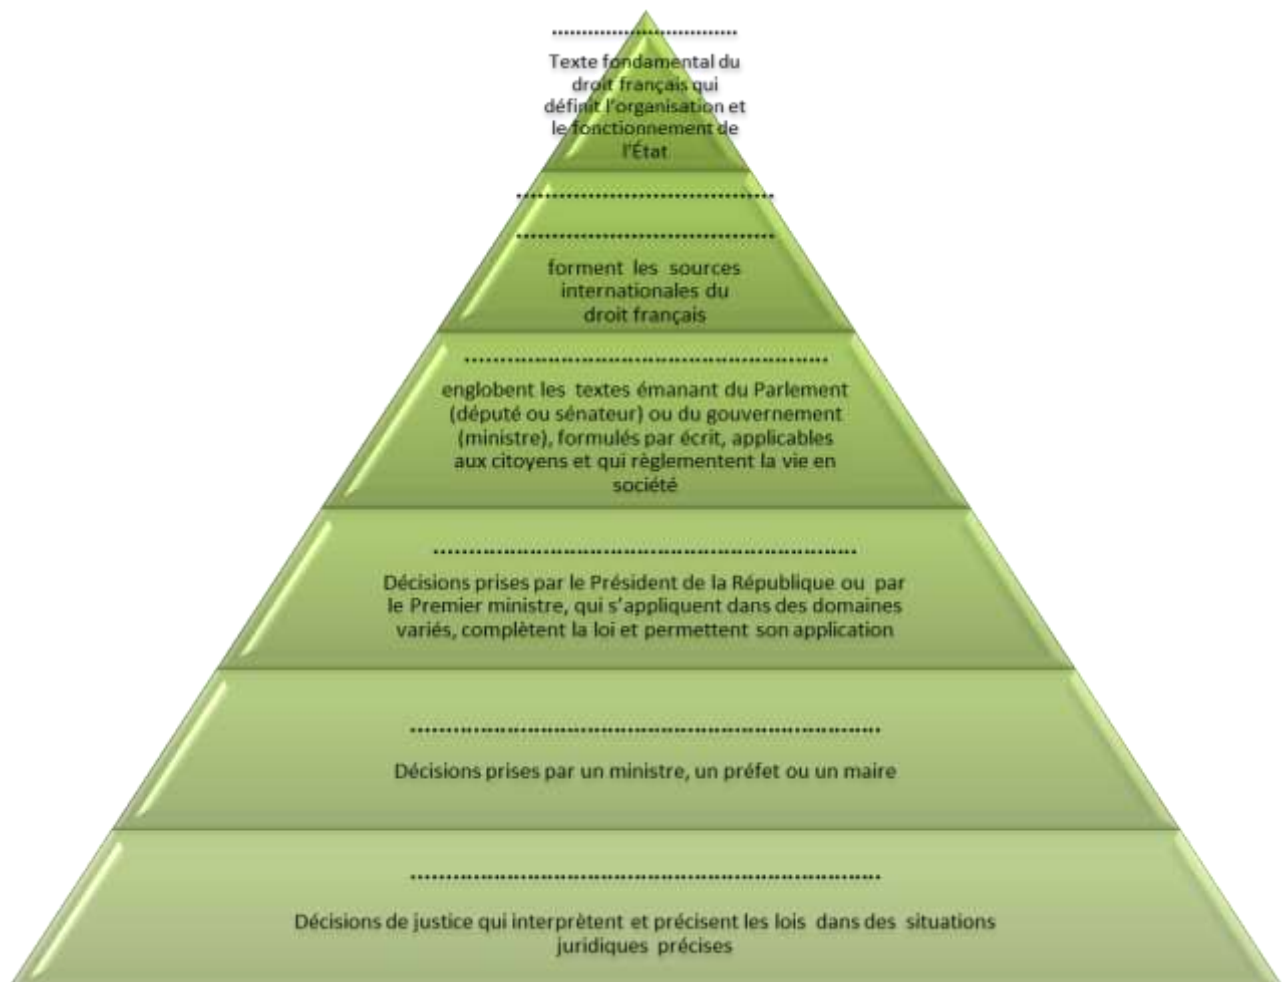 ..............................
Texte fondamental du
droit français qui
définit l'organisation et
le fonctionnement de
l'État
....................................
....................................
forment les sources
internationales du
droit français
...................................................
englobent les textes émanant du Parlement
(député ou sénateur) ou du gouvernement
(ministre), formulés par écrit, applicables
aux citoyens et qui règlementent la vie en
société
............................................................
Décisions prises par le Président de la République ou par
le Premier ministre, qui s'appliquent dans des domaines
variés, complètent la loi et permettent son application
..................................................................
Décisions prises par un ministre, un préfet ou un maire
..................................................................
Décisions de justice qui interprètent et précisent les lois dans des situations
juridiques précises